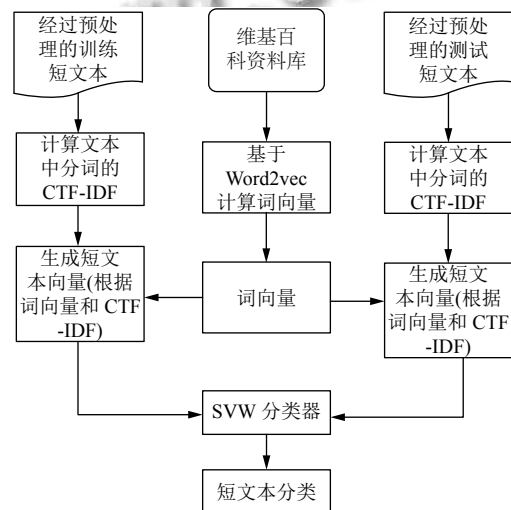 经过预处
理的训练
短文本
维基百
科资料库
经过预处
理的测试
短文本
计算文本
中分词的
CTF-IDF
基于
Word2vec
计算词向量
计算文本
中分词的
CTF-IDF
生成短文
本向量(根据
词向量和 CTF
-IDF)
词向量
生成短文
本向量(根据
词向量和 CTF
-IDF)
SVW 分类器
短文本分类